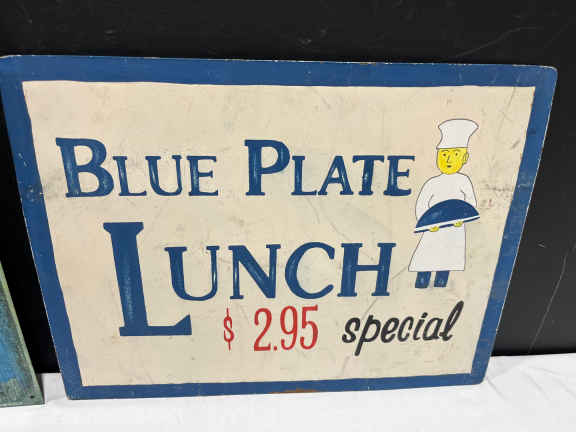 BLUE PLATE
LUNCH
$ 2.95 special